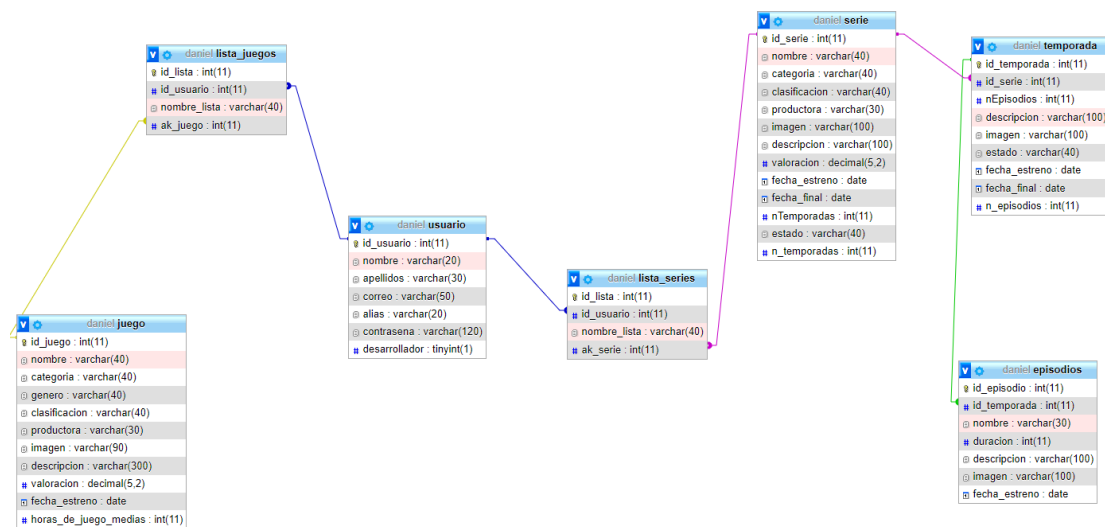 daniel lista_juegos
id_lista : int(11)
id_usuario : int(11)
nombre_lista : varchar(40)
ak_juego : int(11)
daniel juego
id_juego : int(11)
nombre : varchar(40)
categoria : varchar(40)
genero : varchar(40)
clasificacion : varchar(40)
productora : varchar(30)
imagen : varchar(90)
descripcion : varchar(300)
valoracion : decimal(5,2)
fecha_estreno : date
horas_de_juego_medias : int(11)
daniel usuario
id_usuario : int(11)
nombre : varchar(20)
apellidos : varchar(30)
correo : varchar(50)
alias : varchar(20)
contrasena : varchar(120)
desarrollador : tinyint(1)
daniel lista_series
id_lista : int(11)
id_usuario : int(11)
nombre_lista : varchar(40)
ak_serie : int(11)
daniel serie
id_serie : int(11)
nombre : varchar(40)
categoria : varchar(40)
clasificacion : varchar(40)
productora : varchar(30)
imagen : varchar(100)
descripcion : varchar(100)
valoracion : decimal(5,2)
fecha_estreno : date
fecha_final : date
nTemporadas : int(11)
estado : varchar(40)
n_temporadas : int(11)
daniel temporada
id_temporada : int(11)
id_serie : int(11)
nEpisodios : int(11)
descripcion : varchar(100)
imagen : varchar(100)
estado : varchar(40)
fecha_estreno : date
fecha_final : date
n_episodios : int(11)
daniel episodios
id_episodio : int(11)
id_temporada : int(11)
nombre : varchar(30)
duracion : int(11)
descripcion : varchar(100)
imagen : varchar(100)
fecha_estreno : date